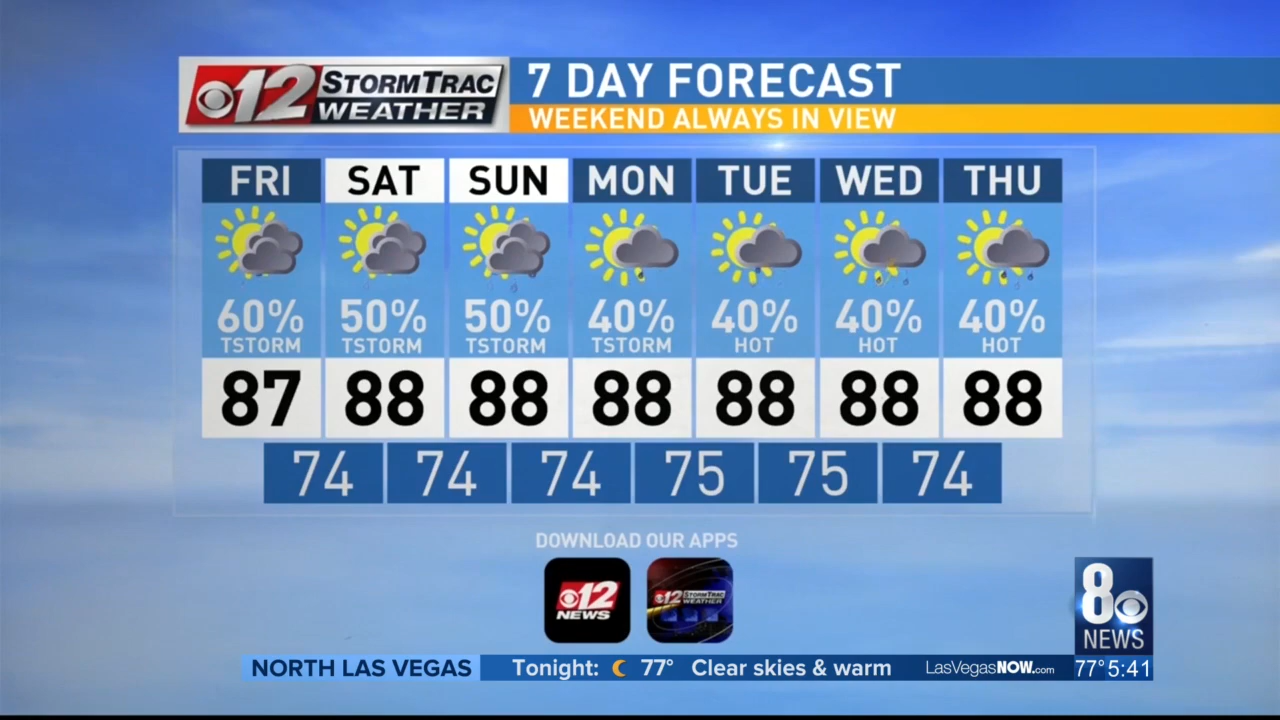 12 STORMTRAC WEATHER
7 DAY FORECAST
WEEKEND ALWAYS IN VIEW
FRI SAT SUN MON TUE WED THU
60% 50% 50% 40% 40% 40% 40%
TSTORM TSTORM TSTORM TSTORM HOT HOT HOT
87 88 88 88 88 88 88
74 74 74 75 75 74
DOWNLOAD OUR APPS
12 NEWS
12 STORMTRAC WEATHER
8 NEWS
NORTH LAS VEGAS Tonight: 77° Clear skies & warm LasVegasNOW.com 77° 5:41